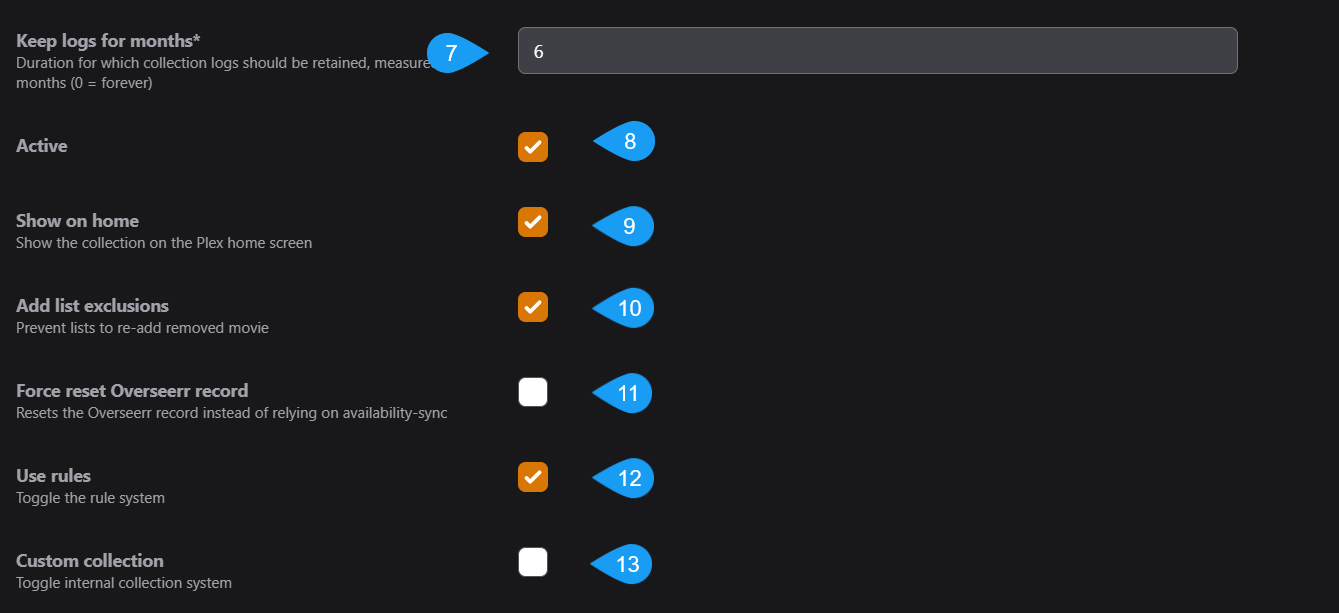 Keep logs for months*
Duration for which collection logs should be retained, measure
months (0 = forever)
7
6
Active
8
Show on home
Show the collection on the Plex home screen
9
Add list exclusions
Prevent lists to re-add removed movie
10
Force reset Overseerr record
Resets the Overseerr record instead of relying on availability-sync
11
Use rules
Toggle the rule system
12
Custom collection
Toggle internal collection system
13